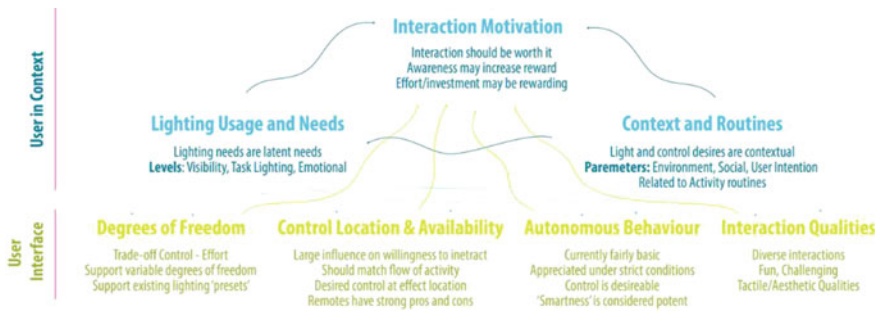 Interaction Motivation
Interaction should be worth it
Awareness may increase reward
Effort/investment may be rewarding
User in Context
Lighting Usage and Needs
Lighting needs are latent needs
Levels: Visibility, Task Lighting, Emotional
Context and Routines
Light and control desires are contextual
Paremeters: Environment, Social, User Intention
Related to Activity routines
User
Interface
Degrees of Freedom
Trade-off Control - Effort
Support variable degrees of freedom
Support existing lighting 'presets'
Control Location & Availability
Large influence on willingness to inetract
Should match flow of activity
Desired control at effect location
Remotes have strong pros and cons
Autonomous Behaviour
Currently fairly basic
Appreciated under strict conditions
Control is desireable
'Smartness' is considered potent
Interaction Qualities
Diverse interactions
Fun, Challenging
Tactile/Aesthetic Qualities